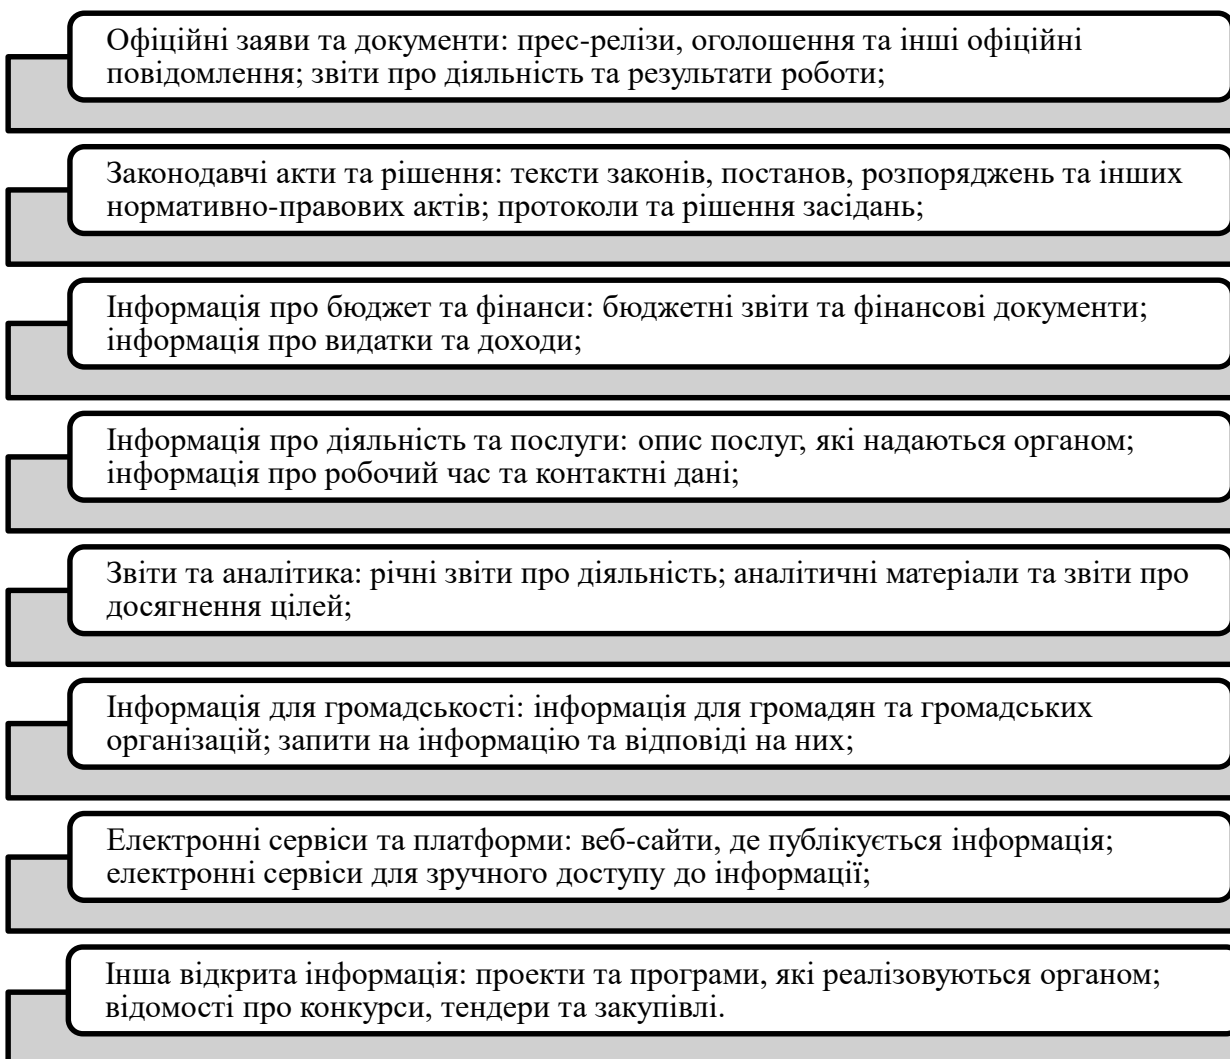 Офіційні заяви та документи: прес-релізи, оголошення та інші офіційні
повідомлення; звіти про діяльність та результати роботи;
Законодавчі акти та рішення: тексти законів, постанов, розпоряджень та інших
нормативно-правових актів; протоколи та рішення засідань;
Інформація про бюджет та фінанси: бюджетні звіти та фінансові документи;
інформація про видатки та доходи;
Інформація про діяльність та послуги: опис послуг, які надаються органом;
інформація про робочий час та контактні дані;
Звіти та аналітика: річні звіти про діяльність; аналітичні матеріали та звіти про
досягнення цілей;
Інформація для громадськості: інформація для громадян та громадських
організацій; запити на інформацію та відповіді на них;
Електронні сервіси та платформи: веб-сайти, де публікується інформація;
електронні сервіси для зручного доступу до інформації;
Інша відкрита інформація: проекти та програми, які реалізовуються органом;
відомості про конкурси, тендери та закупівлі.